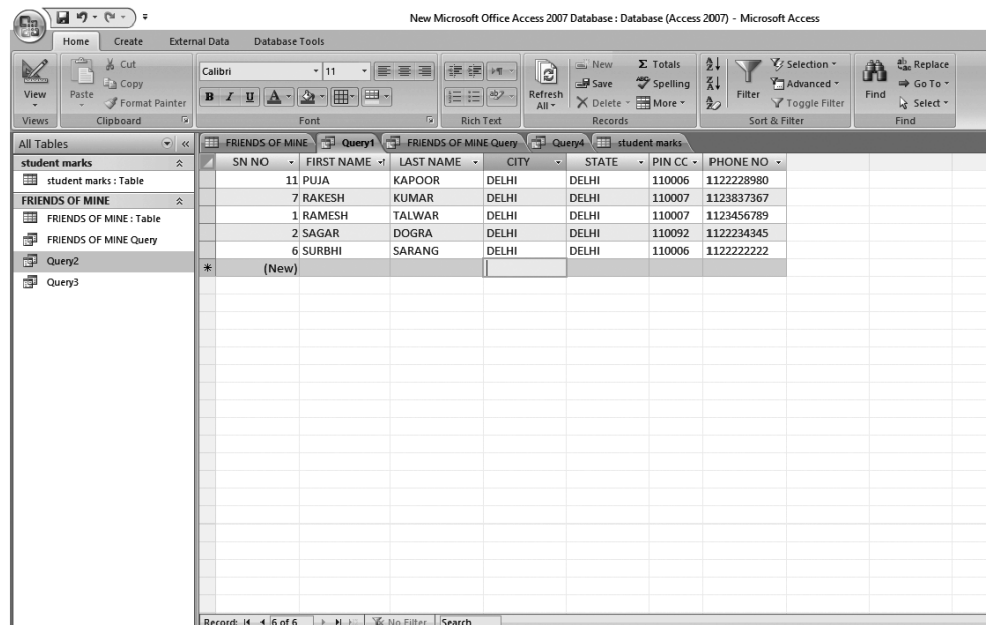 New Microsoft Office Access 2007 Database : Database (Access 2007) - Microsoft Access
Home Create External Data Database Tools
View Paste Cut Copy Format Painter
Calibri 11
B I U A
Refresh All New Save Delete Totals Spelling More
Filter Selection Advanced Toggle Filter
Find Replace Go To Select
Views Clipboard Font Rich Text Records Sort & Filter Find
All Tables
student marks
student marks : Table
FRIENDS OF MINE
FRIENDS OF MINE : Table
FRIENDS OF MINE Query
Query2
Query3
FRIENDS OF MINE Query1 FRIENDS OF MINE Query Query4 student marks
SN NO FIRST NAME LAST NAME CITY STATE PIN CC PHONE NO
11 PUJA KAPOOR DELHI DELHI 110006 1122228980
7 RAKESH KUMAR DELHI DELHI 110007 1123837367
1 RAMESH TALWAR DELHI DELHI 110007 1123456789
2 SAGAR DOGRA DELHI DELHI 110092 1122234345
6 SURBHI SARANG DELHI DELHI 110006 1122222222
(New)
Record: 6 of 6 No Filter Search